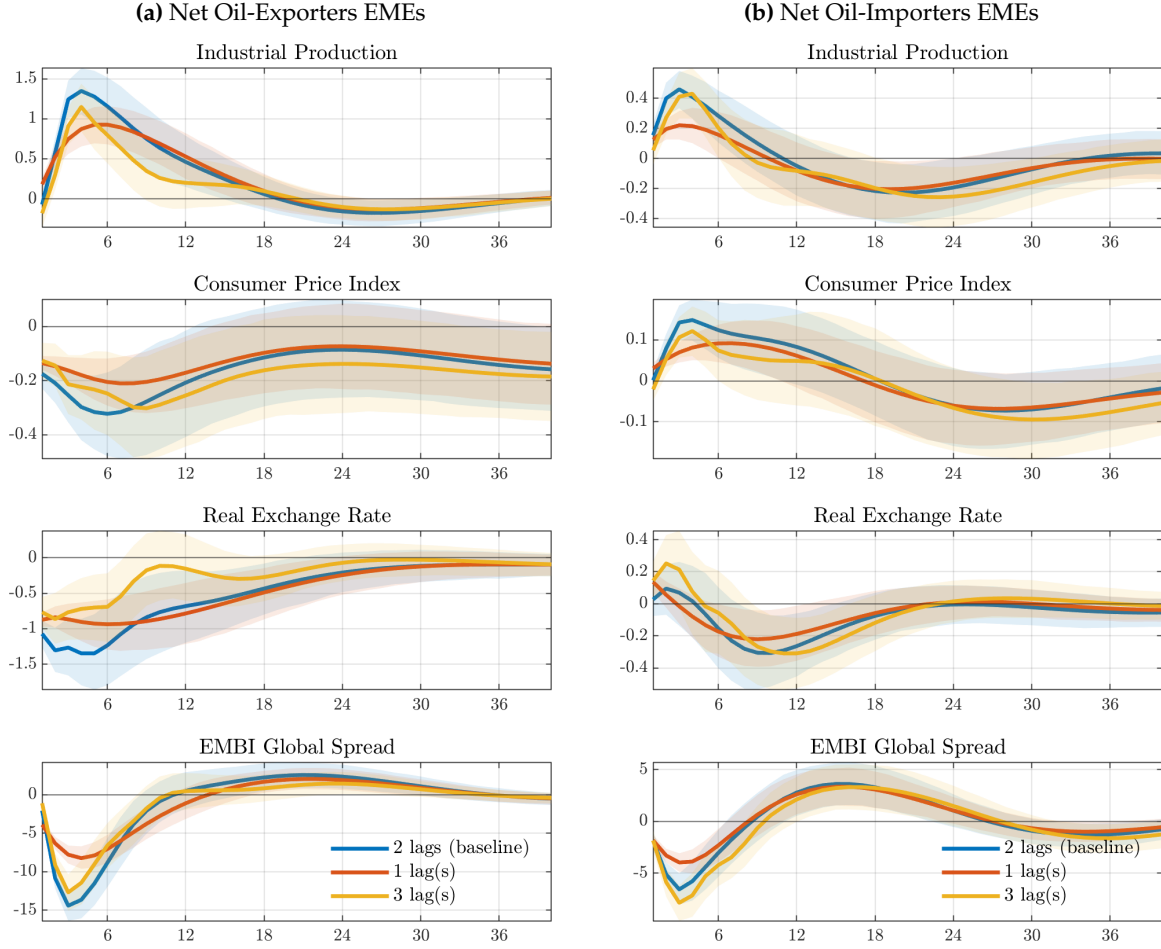 (a) Net Oil-Exporters EMEs
Industrial Production
1.5
1
0.5
0
6 12 18 24 30 36
Consumer Price Index
0
-0.2
-0.4
6 12 18 24 30 36
Real Exchange Rate
0
-0.5
-1
-1.5
6 12 18 24 30 36
EMBI Global Spread
0
-5
-10
-15
2 lags (baseline)
1 lag(s)
3 lag(s)
6 12 18 24 30 36
(b) Net Oil-Importers EMEs
Industrial Production
0.4
0.2
0
-0.2
-0.4
6 12 18 24 30 36
Consumer Price Index
0.1
0
-0.1
6 12 18 24 30 36
Real Exchange Rate
0.4
0.2
0
-0.2
-0.4
6 12 18 24 30 36
EMBI Global Spread
5
0
-5
2 lags (baseline)
1 lag(s)
3 lag(s)
6 12 18 24 30 36